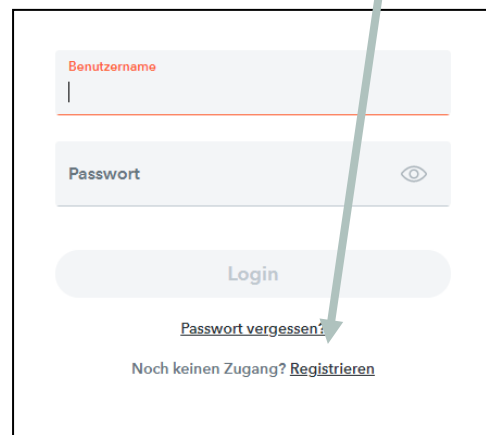 Benutzername
Passwort
Login
Passwort vergessen?
Noch keinen Zugang? Registrieren